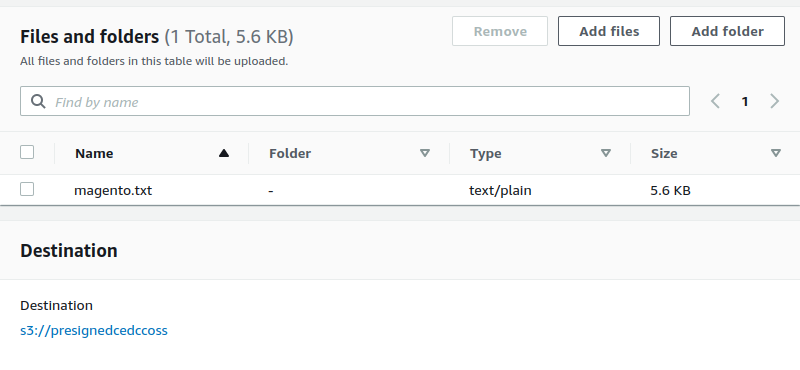 Files and folders (1 Total, 5.6 KB)
Remove Add files Add folder
All files and folders in this table will be uploaded.
Find by name
1
Name Folder Type Size
magento.txt - text/plain 5.6 KB
Destination
Destination
s3://presignedcedccoss